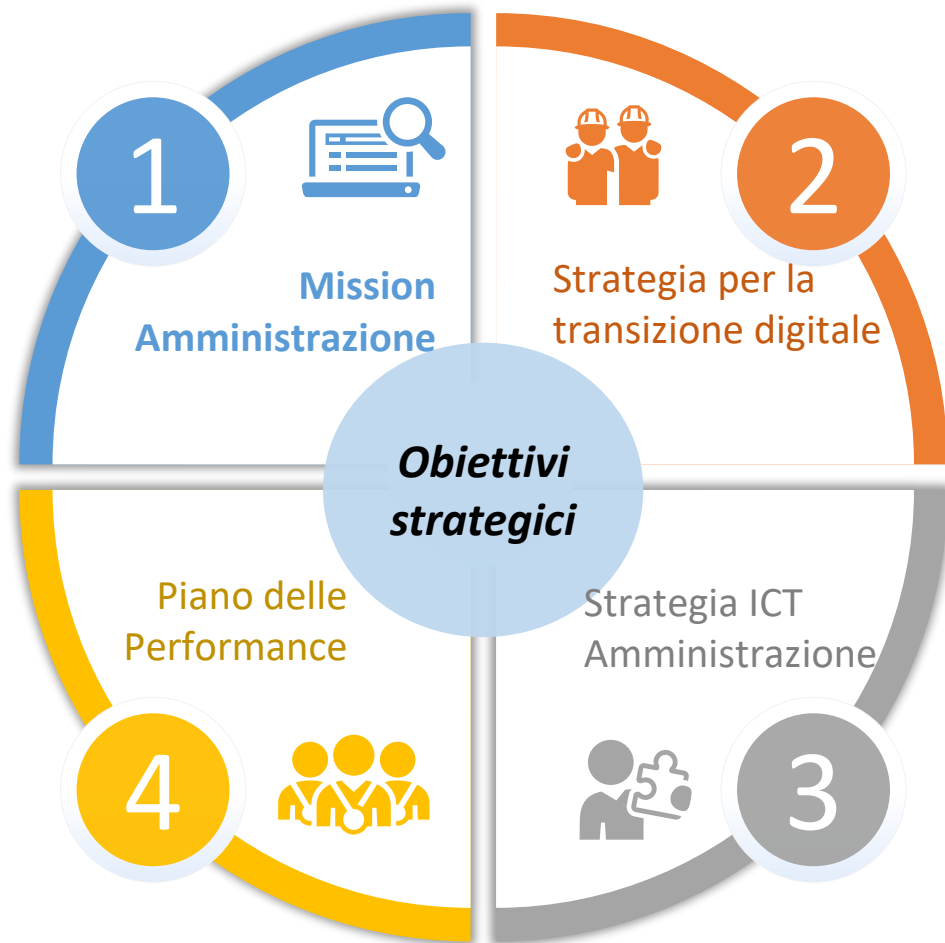 1
Mission
Amministrazione
2
Strategia per la
transizione digitale
Obiettivi
strategici
Piano delle
Performance
4
Strategia ICT
Amministrazione
3